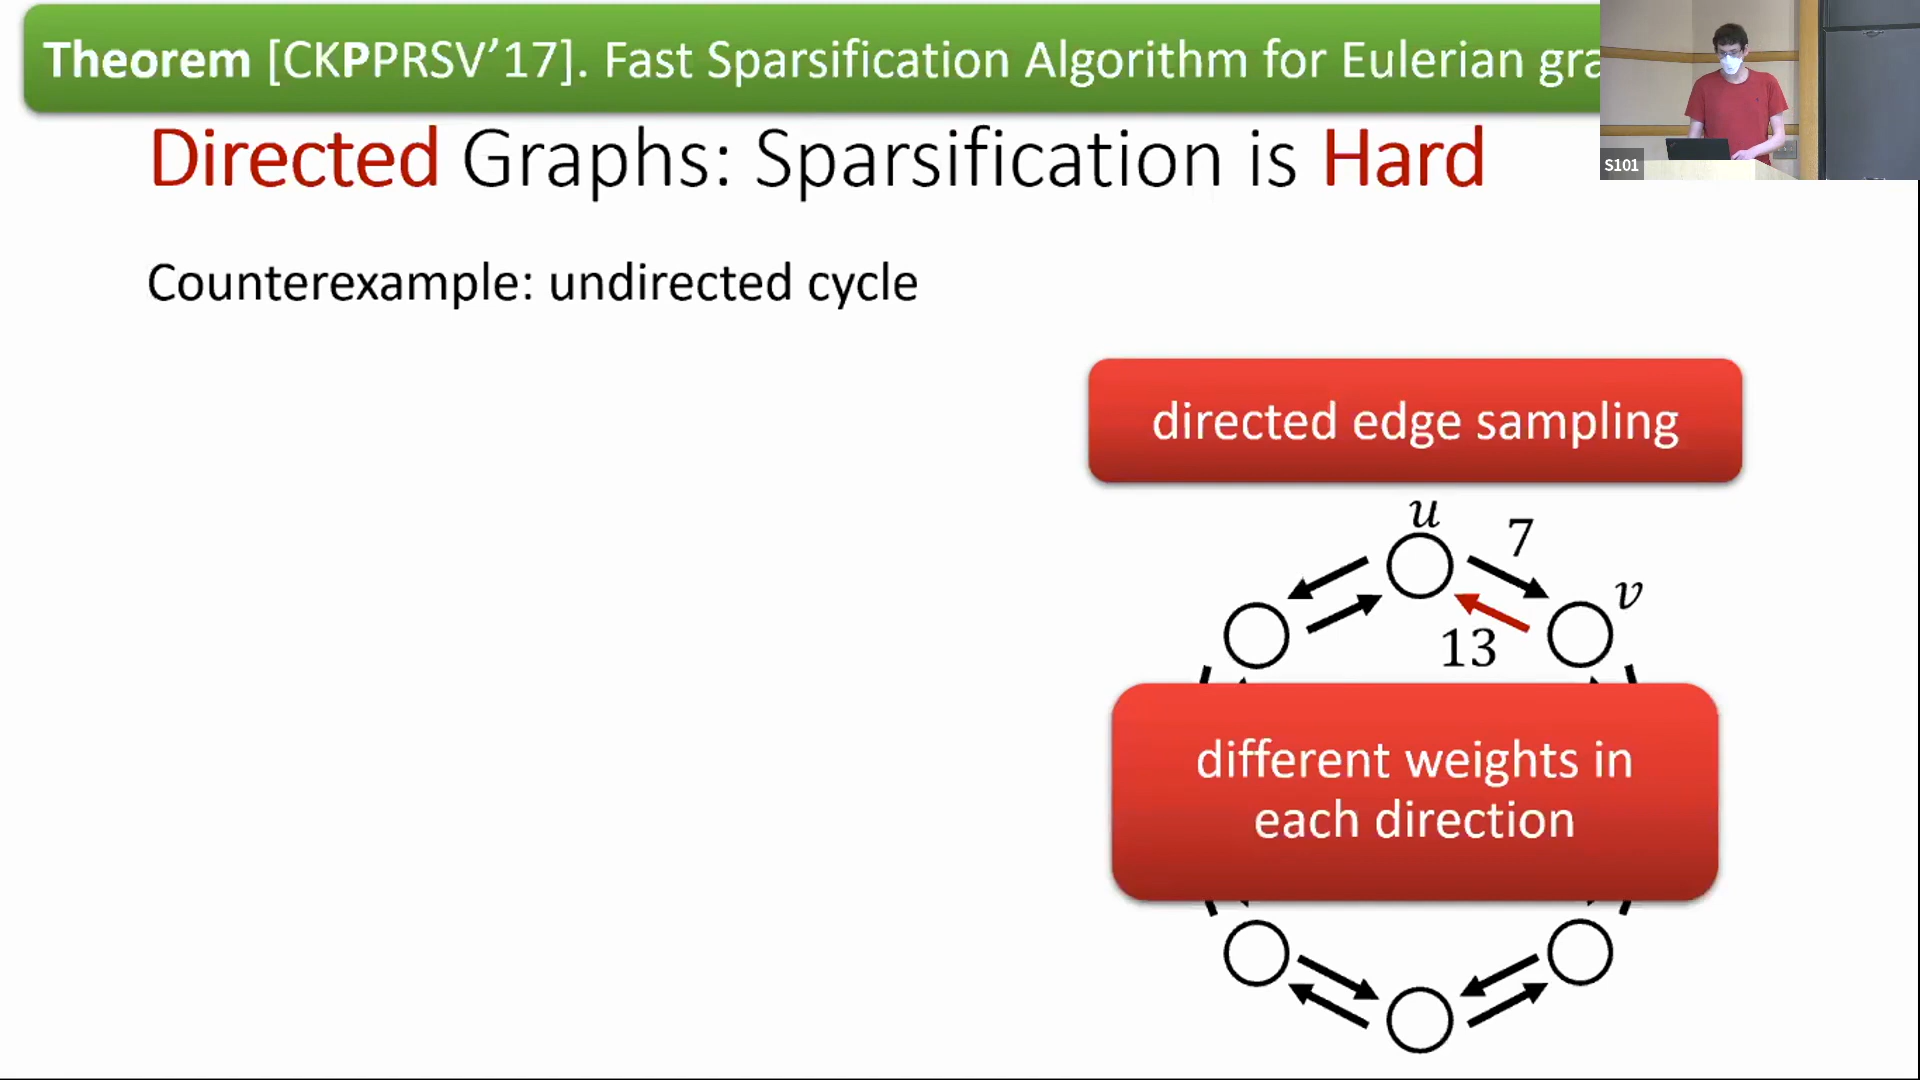 Theorem [CKPPRSV’17]. Fast Sparsification Algorithm for Eulerian gra
S101
Directed Graphs: Sparsification is Hard
Counterexample: undirected cycle
directed edge sampling
u
7
v
13
different weights in
each direction